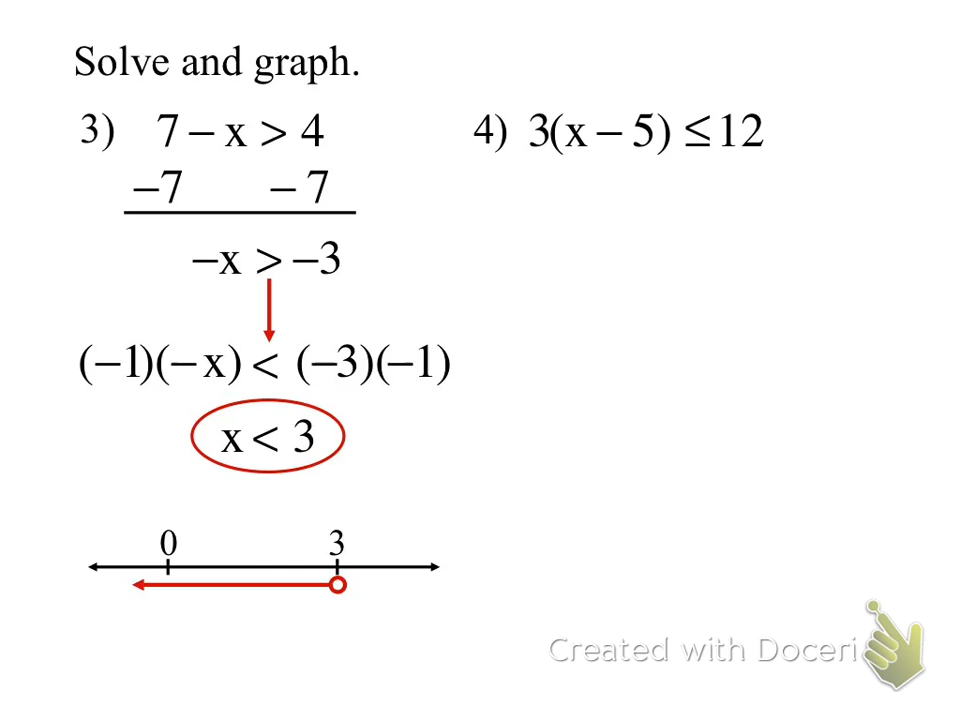 Solve and graph.
3) 7 – x > 4
–7 – 7
–x > –3
(–1)(– x) < (–3)(–1)
x < 3
0 3
4) 3(x – 5) ≤ 12
Created with Doceri